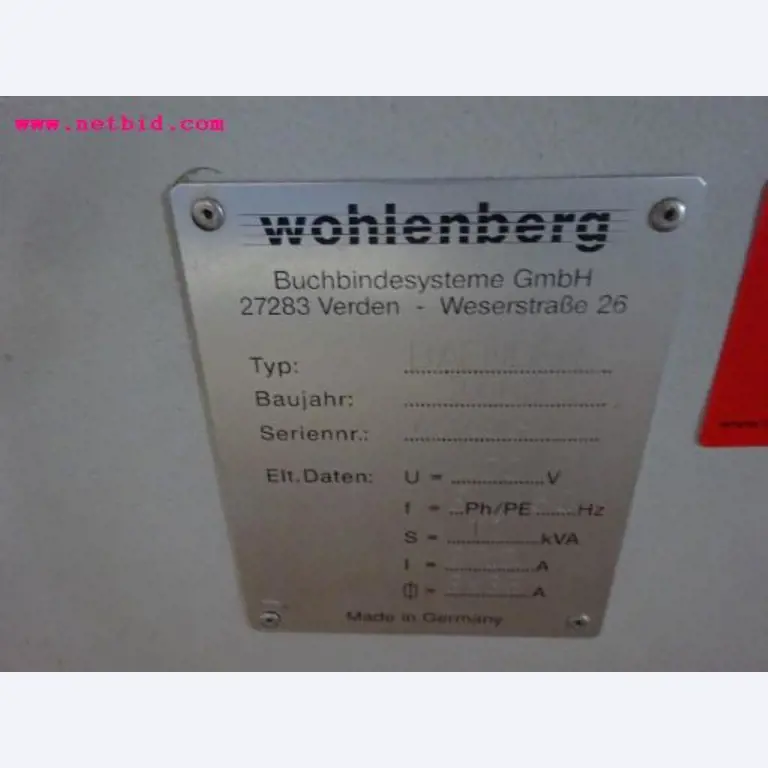 www.netbid.com
wohlenberg
Buchbindesysteme GmbH
27283 Verden - Weserstraße 26
Typ:
Baujahr:
Seriennr.:
Elt.Daten: U = ....................V
f = ...Ph/PE........Hz
S = ....................kVA
I = ....................A
= ....................A
Made in Germany